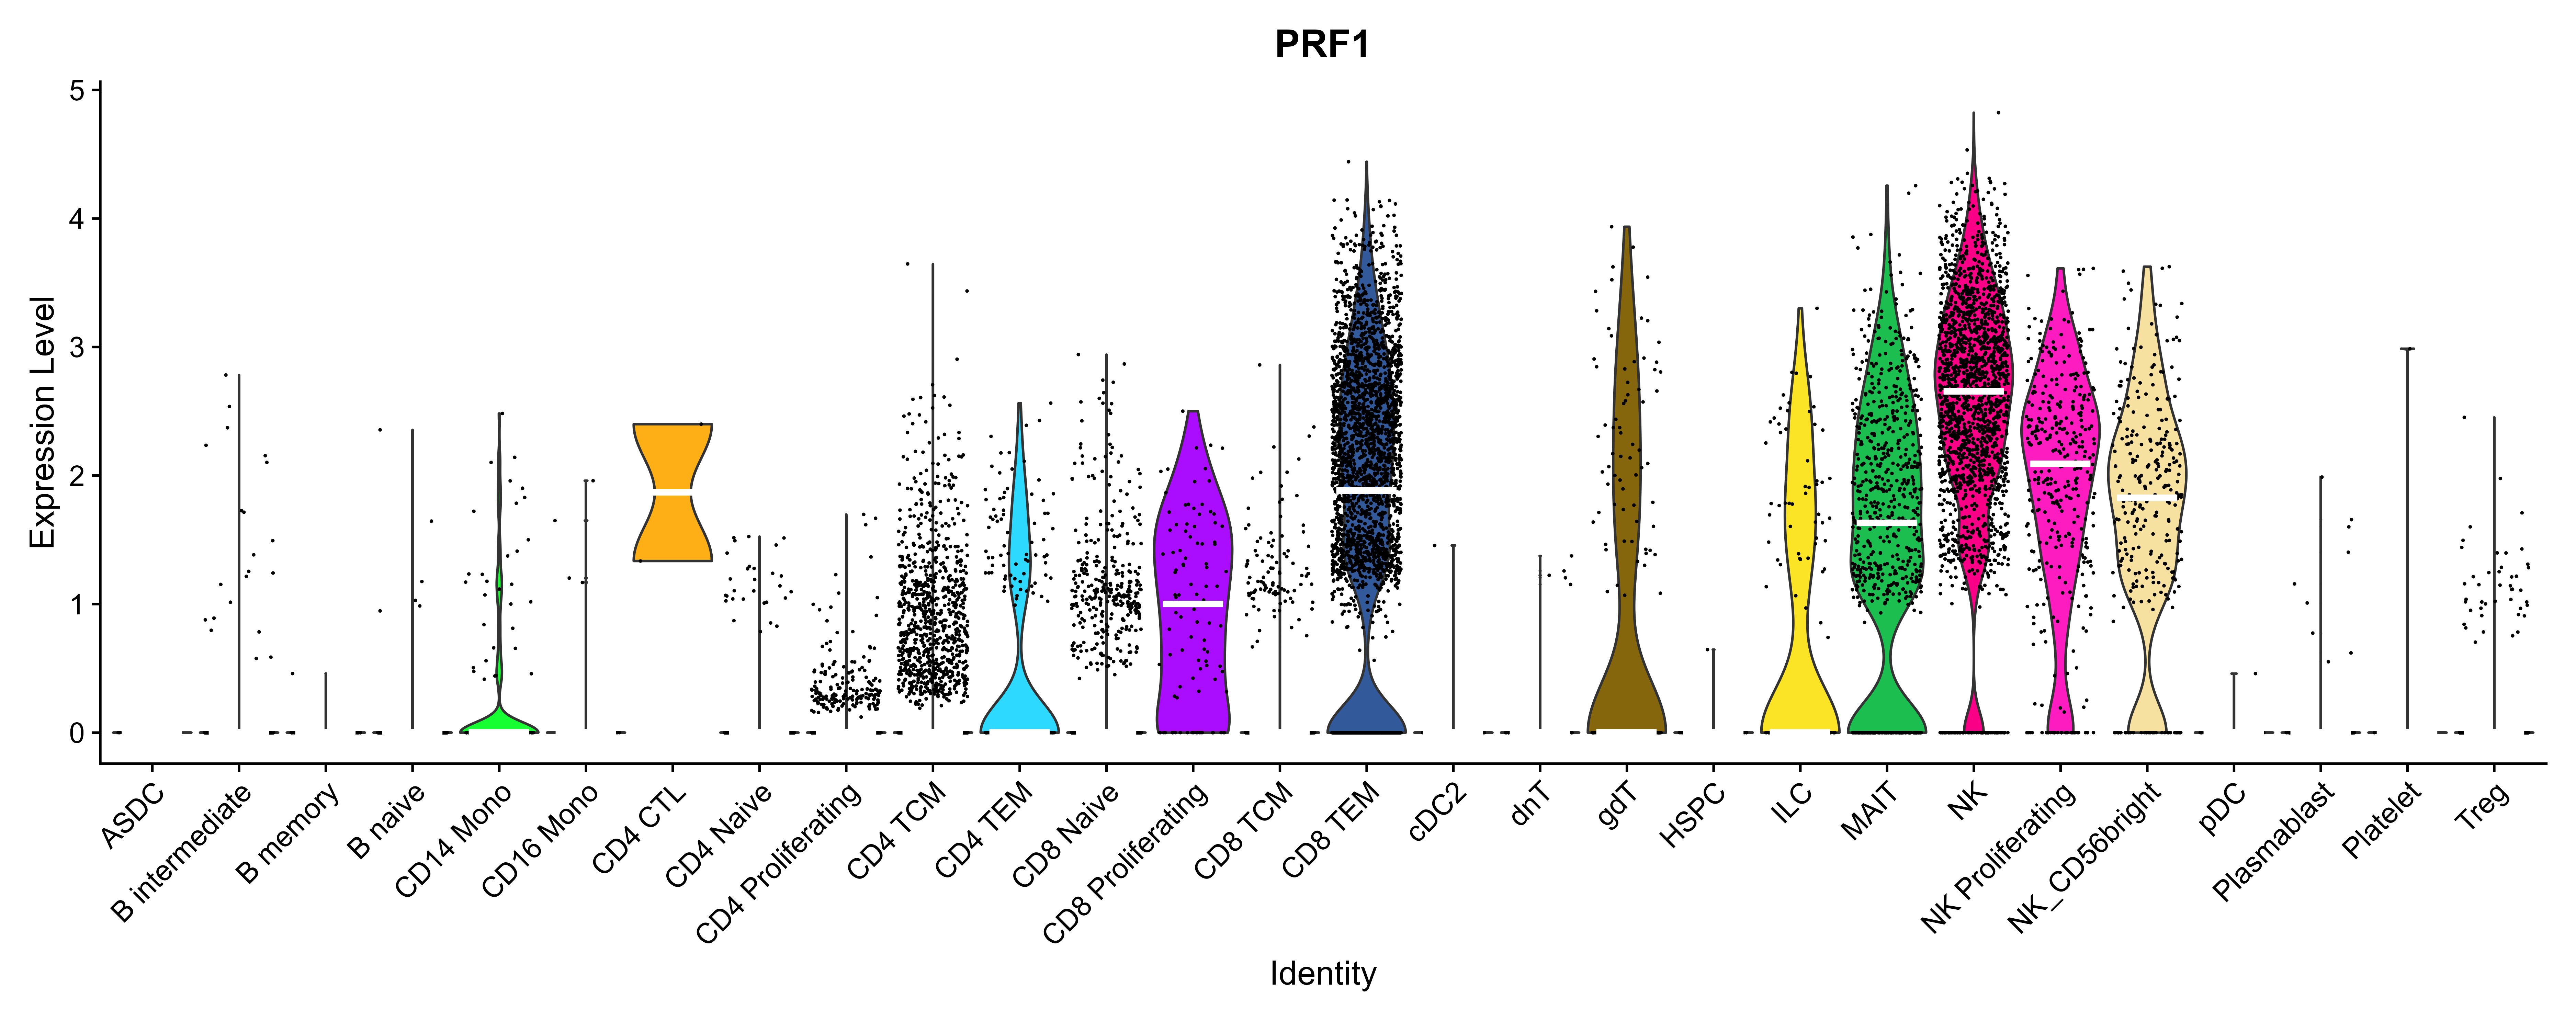 PRF1
Expression Level
5
4
3
2
1
0
ASDC
B intermediate
B memory
B naive
CD14 Mono
CD16 Mono
CD4 CTL
CD4 Naive
CD4 Proliferating
CD4 TCM
CD4 TEM
CD8 Naive
CD8 Proliferating
CD8 TCM
CD8 TEM
cDC2
dnT
gdT
HSPC
ILC
MAIT
NK
NK Proliferating
NK_CD56bright
pDC
Plasmablast
Platelet
Treg
Identity